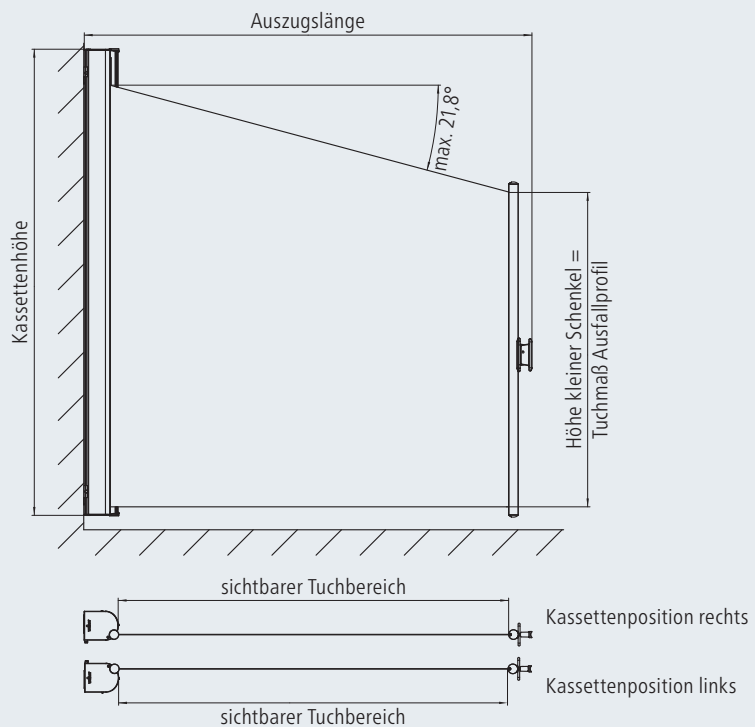 Auszugslänge
max. 21,8°
Kassettenhöhe
Höhe kleiner Schenkel =
Tuchmaß Ausfallprofil
sichtbarer Tuchbereich
Kassettenposition rechts
Kassettenposition links
sichtbarer Tuchbereich